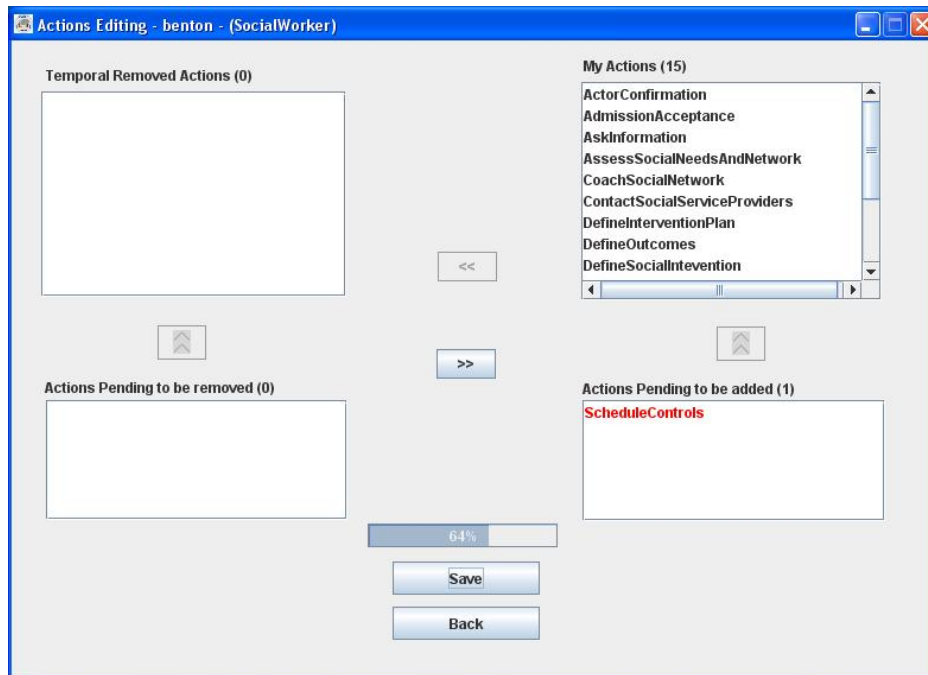 Actions Editing - benton - (SocialWorker)
Temporal Removed Actions (0)
My Actions (15)
ActorConfirmation
AdmissionAcceptance
AskInformation
AssessSocialNeedsAndNetwork
CoachSocialNetwork
ContactSocialServiceProviders
DefineInterventionPlan
DefineOutcomes
DefineSocialIntevention
<<
>>
Actions Pending to be removed (0)
Actions Pending to be added (1)
ScheduleControls
64%
Save
Back